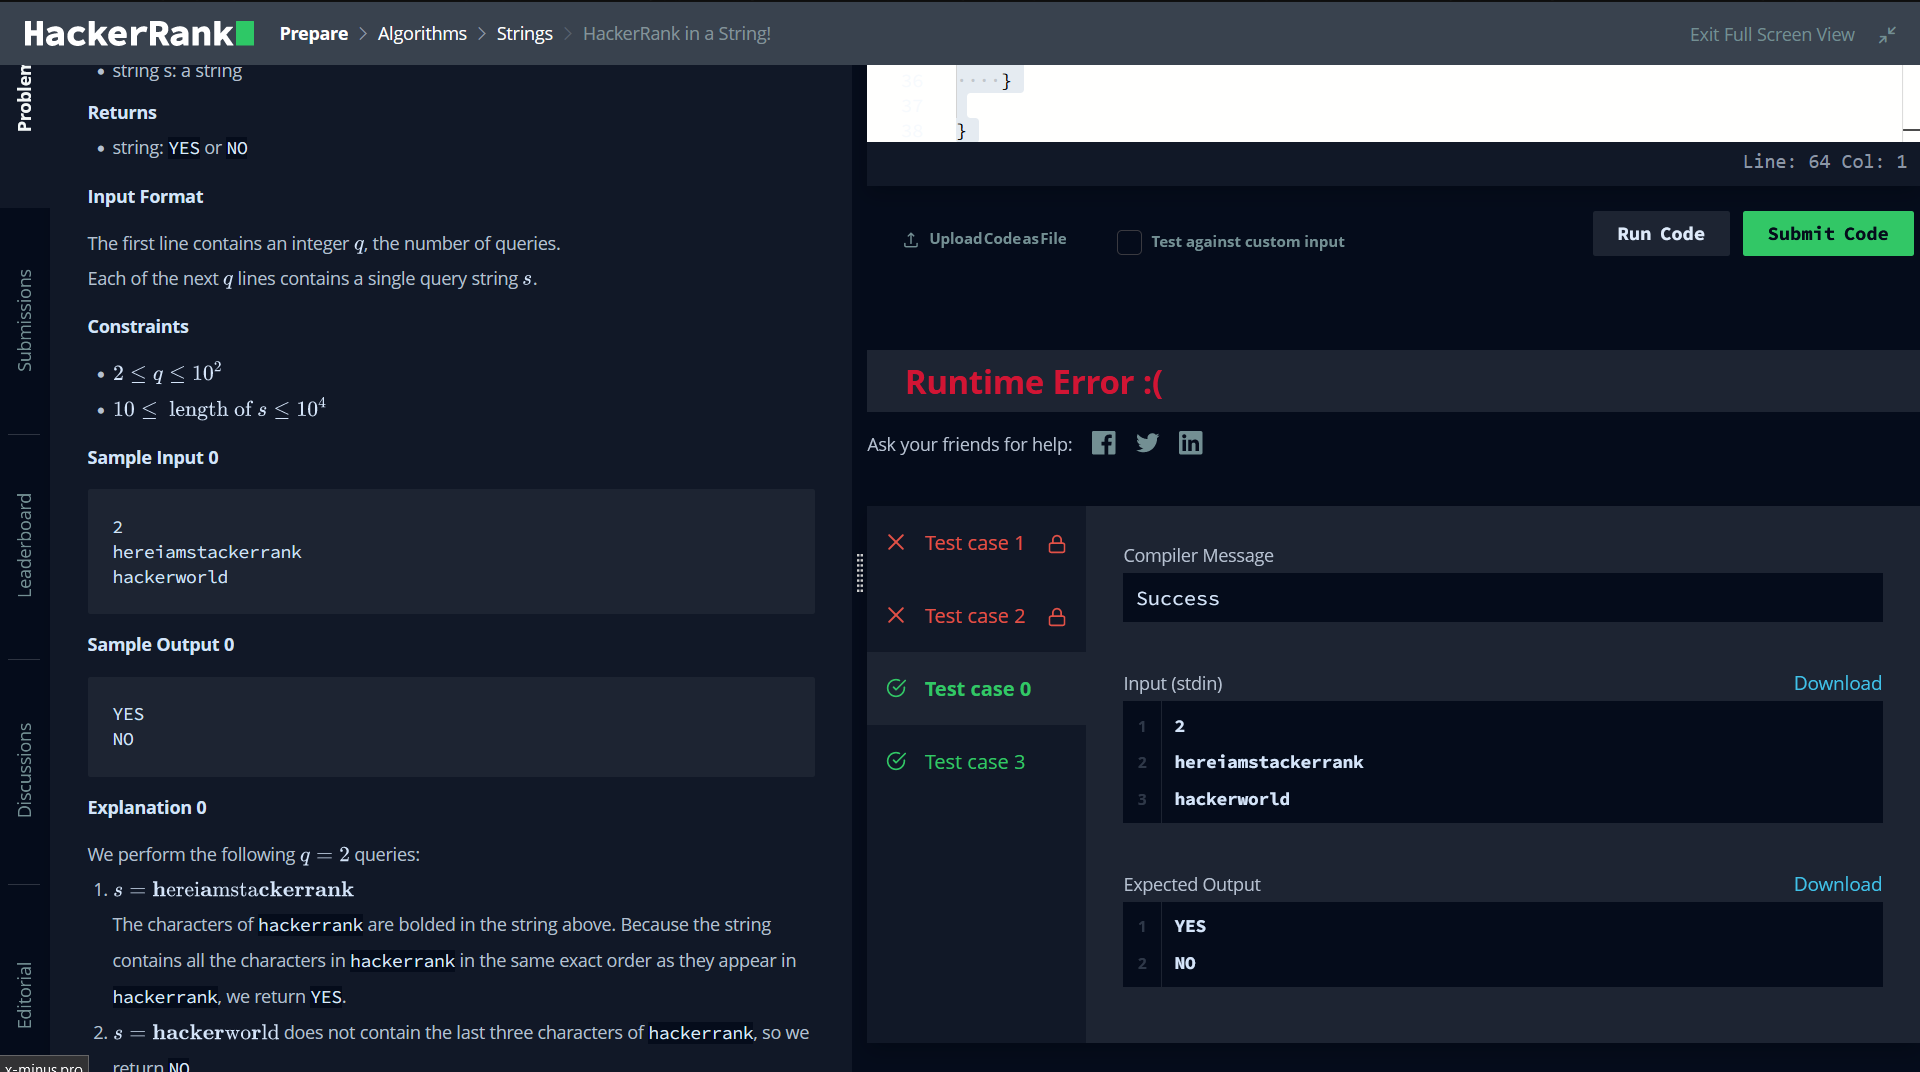 HackerRank
Prepare > Algorithms > Strings > HackerRank in a String!
Exit Full Screen View
Problem
Submissions
Leaderboard
Discussions
Editorial
• string s: a string
Returns
• string: YES or NO
Input Format
The first line contains an integer q, the number of queries.
Each of the next q lines contains a single query string s.
Constraints
• 2 ≤ q ≤ 10²
• 10 ≤ length of s ≤ 10⁴
Sample Input 0
2
hereiamstackerrank
hackerworld
Sample Output 0
YES
NO
Explanation 0
We perform the following q = 2 queries:
1. s = hereiamstackerrank
The characters of hackerrank are bolded in the string above. Because the string
contains all the characters in hackerrank in the same exact order as they appear in
hackerrank, we return YES.
2. s = hackerworld does not contain the last three characters of hackerrank, so we
return NO
x-minus.pro
36 ····}
37
38 }
Line: 64 Col: 1
Upload Code as File
Test against custom input
Run Code
Submit Code
Runtime Error :(
Ask your friends for help:
Test case 1
Test case 2
Test case 0
Test case 3
Compiler Message
Success
Input (stdin)
Download
1 2
2 hereiamstackerrank
3 hackerworld
Expected Output
Download
1 YES
2 NO